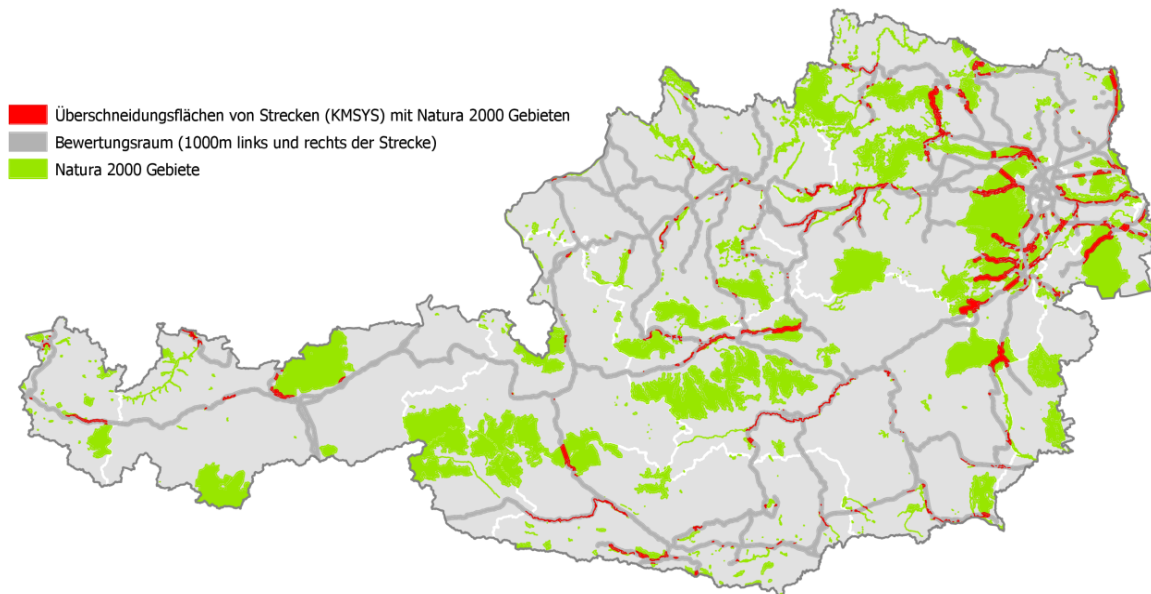 Überschneidungsflächen von Strecken (KMSYS) mit Natura 2000 Gebieten
Bewertungsraum (1000m links und rechts der Strecke)
Natura 2000 Gebiete